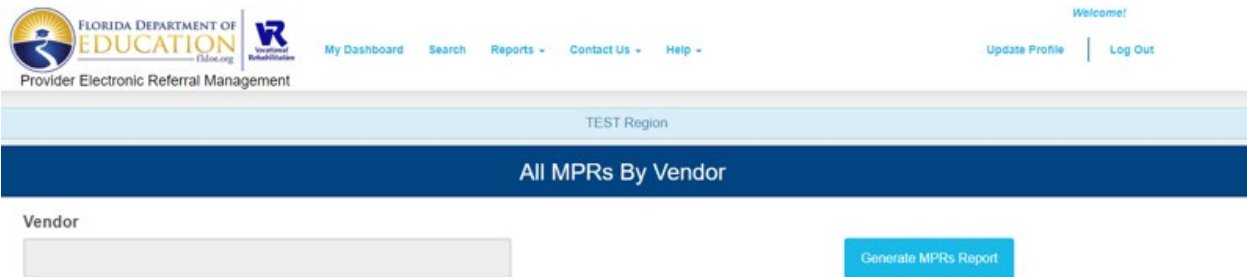 Welcome!
FLORIDA DEPARTMENT OF
EDUCATION
fldoe.org
VR
Vocational
Rehabilitation
My Dashboard Search Reports Contact Us Help Update Profile Log Out
Provider Electronic Referral Management
TEST Region
All MPRs By Vendor
Vendor
Generate MPRs Report